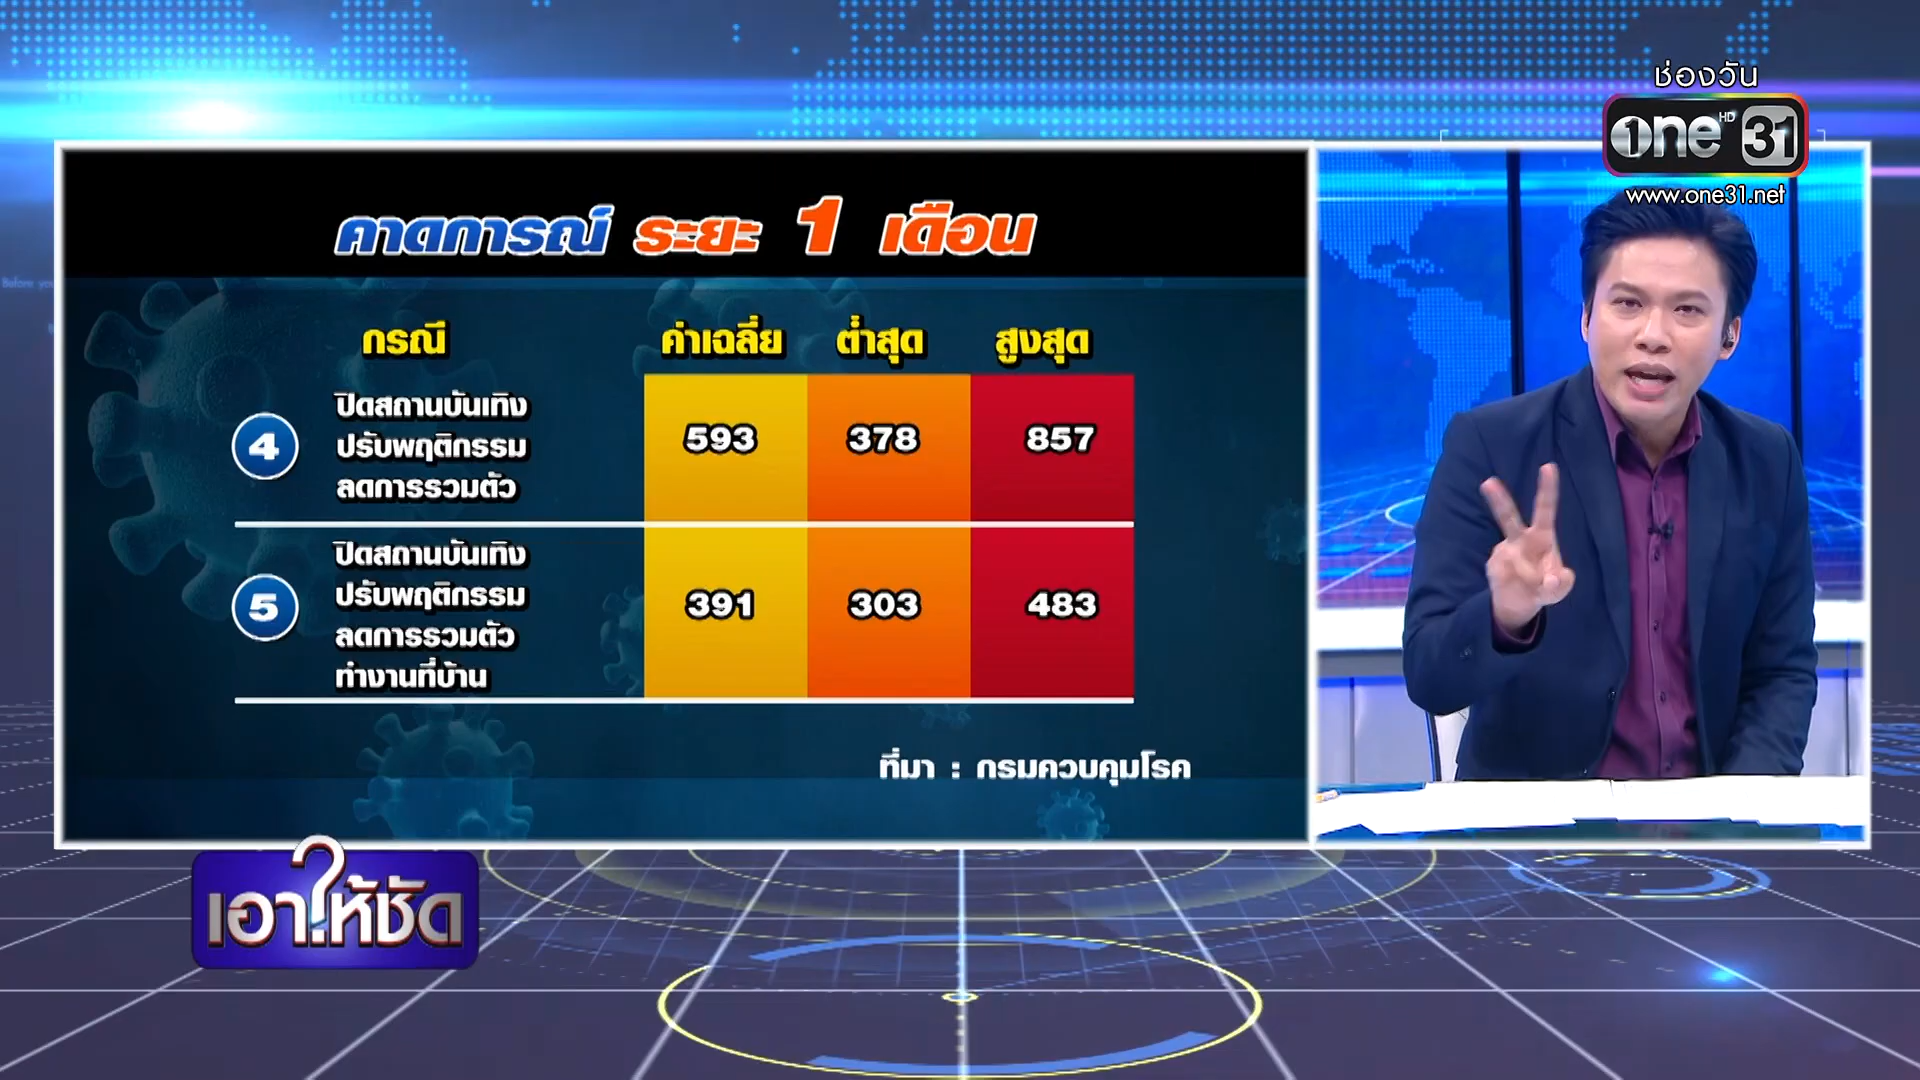 ช่องวัน
one HD 31
www.one31.net
คาดการณ์ ระยะ 1 เดือน
กรณี ค่าเฉลี่ย ต่ำสุด สูงสุด
4
ปิดสถานบันเทิง
ปรับพฤติกรรม
ลดการรวมตัว
593 378 857
5
ปิดสถานบันเทิง
ปรับพฤติกรรม
ลดการรวมตัว
ทำงานที่บ้าน
391 303 483
ที่มา : กรมควบคุมโรค
เอา?ให้ชัด
Before you